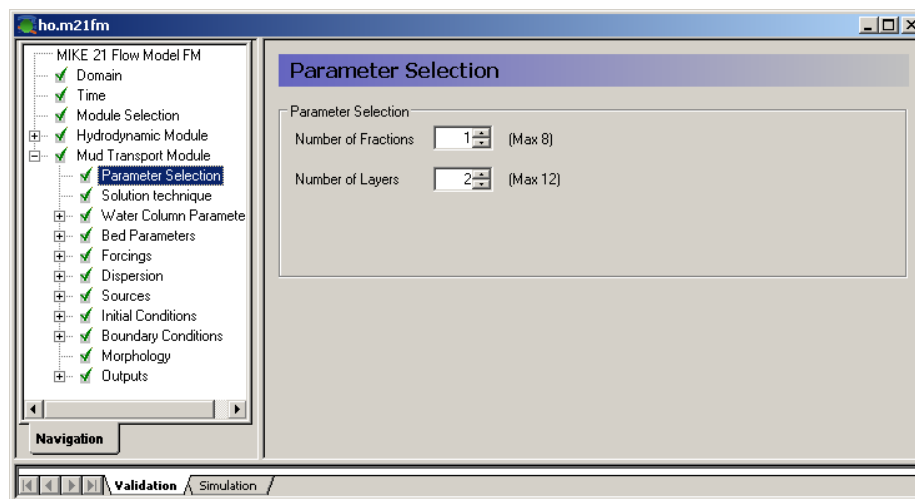 ho.m21fm
MIKE 21 Flow Model FM
Domain
Time
Module Selection
Hydrodynamic Module
Mud Transport Module
Parameter Selection
Solution technique
Water Column Paramete
Bed Parameters
Forcings
Dispersion
Sources
Initial Conditions
Boundary Conditions
Morphology
Outputs
Navigation
Parameter Selection
Parameter Selection
Number of Fractions 1 (Max 8)
Number of Layers 2 (Max 12)
Validation Simulation